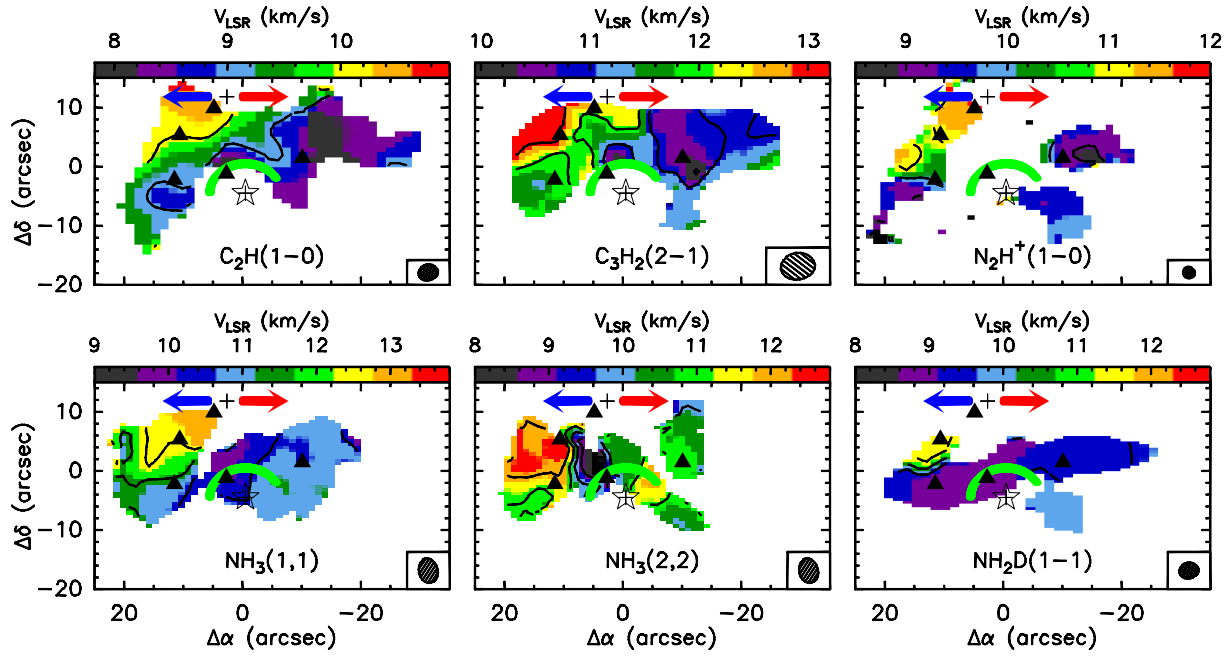 V_LSR (km/s) V_LSR (km/s) V_LSR (km/s)
8 9 10 10 11 12 13 9 10 11 12
Δδ (arcsec)
10
0
−10
−20
C₂H(1−0) C₃H₂(2−1) N₂H⁺(1−0)
V_LSR (km/s) V_LSR (km/s) V_LSR (km/s)
9 10 11 12 13 8 9 10 11 12 8 9 10 11 12
Δδ (arcsec)
10
0
−10
−20
NH₃(1,1) NH₃(2,2) NH₂D(1−1)
20 0 −20 20 0 −20 20 0 −20
Δα (arcsec) Δα (arcsec) Δα (arcsec)